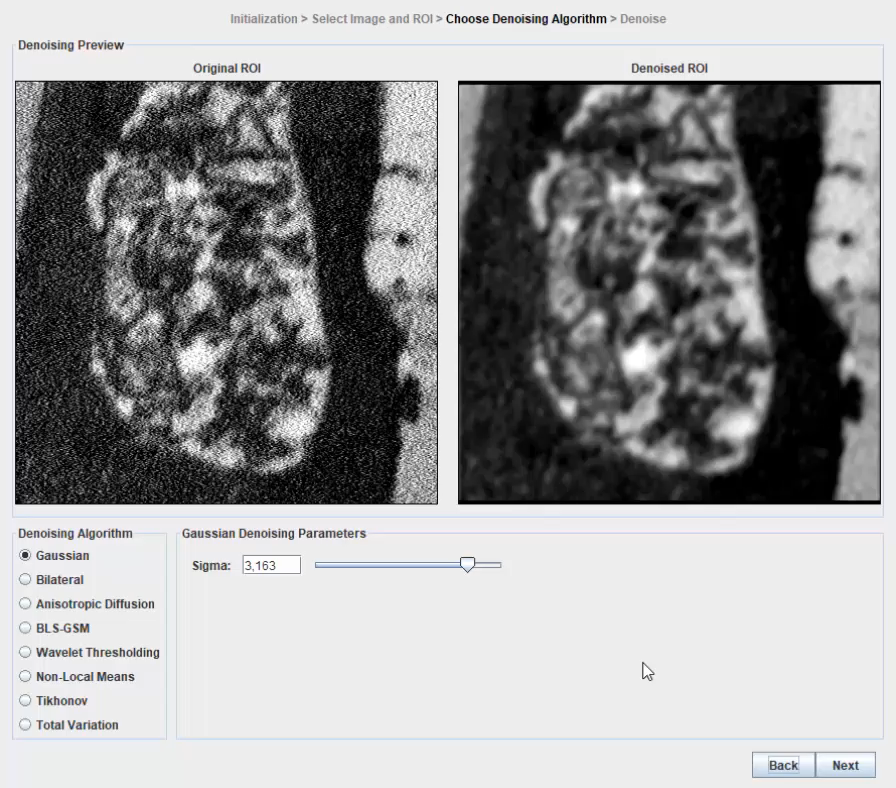 Initialization > Select Image and ROI > Choose Denoising Algorithm > Denoise
Denoising Preview
Original ROI
Denoised ROI
Denoising Algorithm
Gaussian
Bilateral
Anisotropic Diffusion
BLS-GSM
Wavelet Thresholding
Non-Local Means
Tikhonov
Total Variation
Gaussian Denoising Parameters
Sigma: 3,163
Back Next